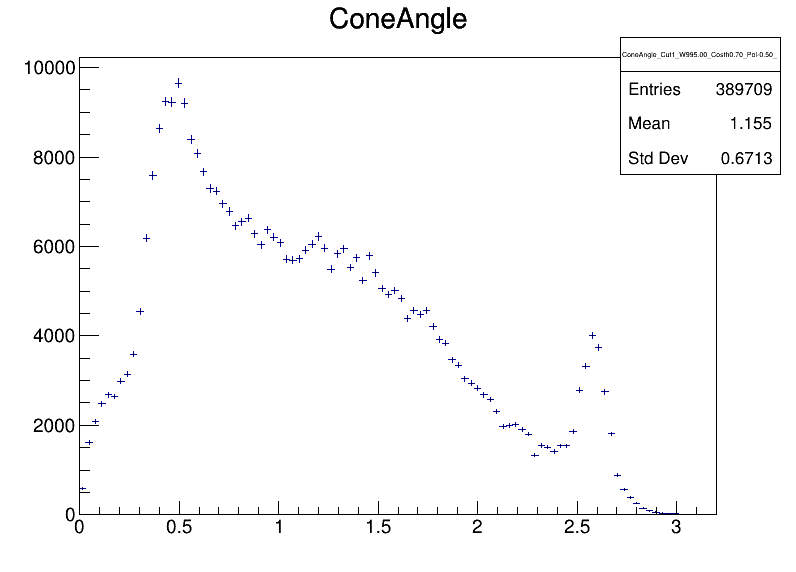 ConeAngle
ConeAngle_Cut1_W995.00_Costh0.70_Pol-0.50_
Entries 389709
Mean 1.155
Std Dev 0.6713
10000
8000
6000
4000
2000
0
0 0.5 1 1.5 2 2.5 3